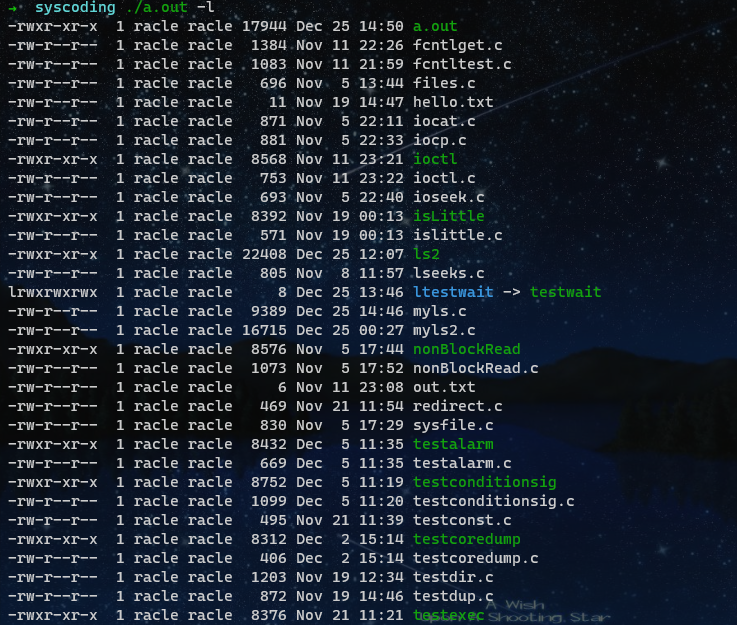 → syscoding ./a.out -l
-rwxr-xr-x 1 racle racle 17944 Dec 25 14:50 a.out
-rw-r--r-- 1 racle racle 1384 Nov 11 22:26 fcntlget.c
-rw-r--r-- 1 racle racle 1083 Nov 11 21:59 fcntltest.c
-rw-r--r-- 1 racle racle 696 Nov 5 13:44 files.c
-rw-r--r-- 1 racle racle 11 Nov 19 14:47 hello.txt
-rw-r--r-- 1 racle racle 871 Nov 5 22:11 iocat.c
-rw-r--r-- 1 racle racle 881 Nov 5 22:33 iocp.c
-rwxr-xr-x 1 racle racle 8568 Nov 11 23:21 ioctl
-rw-r--r-- 1 racle racle 753 Nov 11 23:22 ioctl.c
-rw-r--r-- 1 racle racle 693 Nov 5 22:40 ioseek.c
-rwxr-xr-x 1 racle racle 8392 Nov 19 00:13 isLittle
-rw-r--r-- 1 racle racle 571 Nov 19 00:13 islittle.c
-rwxr-xr-x 1 racle racle 22408 Dec 25 12:07 ls2
-rw-r--r-- 1 racle racle 805 Nov 8 11:57 lseeks.c
lrwxrwxrwx 1 racle racle 8 Dec 25 13:46 ltestwait -> testwait
-rw-r--r-- 1 racle racle 9389 Dec 25 14:46 myls.c
-rw-r--r-- 1 racle racle 16715 Dec 25 00:27 myls2.c
-rwxr-xr-x 1 racle racle 8576 Nov 5 17:44 nonBlockRead
-rw-r--r-- 1 racle racle 1073 Nov 5 17:52 nonBlockRead.c
-rw-r--r-- 1 racle racle 6 Nov 11 23:08 out.txt
-rw-r--r-- 1 racle racle 469 Nov 21 11:54 redirect.c
-rw-r--r-- 1 racle racle 830 Nov 5 17:29 sysfile.c
-rwxr-xr-x 1 racle racle 8432 Dec 5 11:35 testalarm
-rw-r--r-- 1 racle racle 669 Dec 5 11:35 testalarm.c
-rwxr-xr-x 1 racle racle 8752 Dec 5 11:19 testconditionsig
-rw-r--r-- 1 racle racle 1099 Dec 5 11:20 testconditionsig.c
-rw-r--r-- 1 racle racle 495 Nov 21 11:39 testconst.c
-rwxr-xr-x 1 racle racle 8312 Dec 2 15:14 testcoredump
-rw-r--r-- 1 racle racle 406 Dec 2 15:14 testcoredump.c
-rw-r--r-- 1 racle racle 1203 Nov 19 12:34 testdir.c
-rw-r--r-- 1 racle racle 872 Nov 19 14:46 testdup.c
A Wish
-rwxr-xr-x 1 racle racle 8376 Nov 21 11:21 testexec
Shooting Star